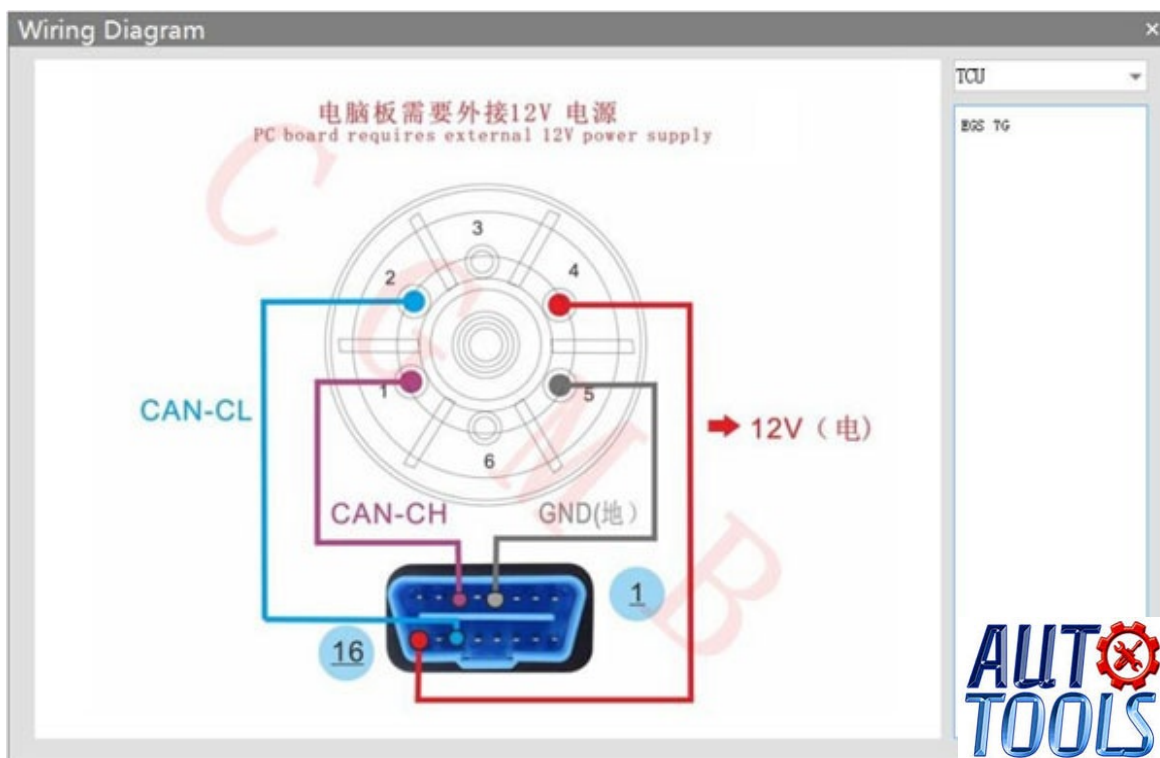 Wiring Diagram ×
TCU
EGS 7G
电脑板需要外接12V 电源
PC board requires external 12V power supply
3
2
4
1
5
6
CAN-CL
12V（电)
CAN-CH
GND(地）
1
16
CGMB
AUTO
TOOLS